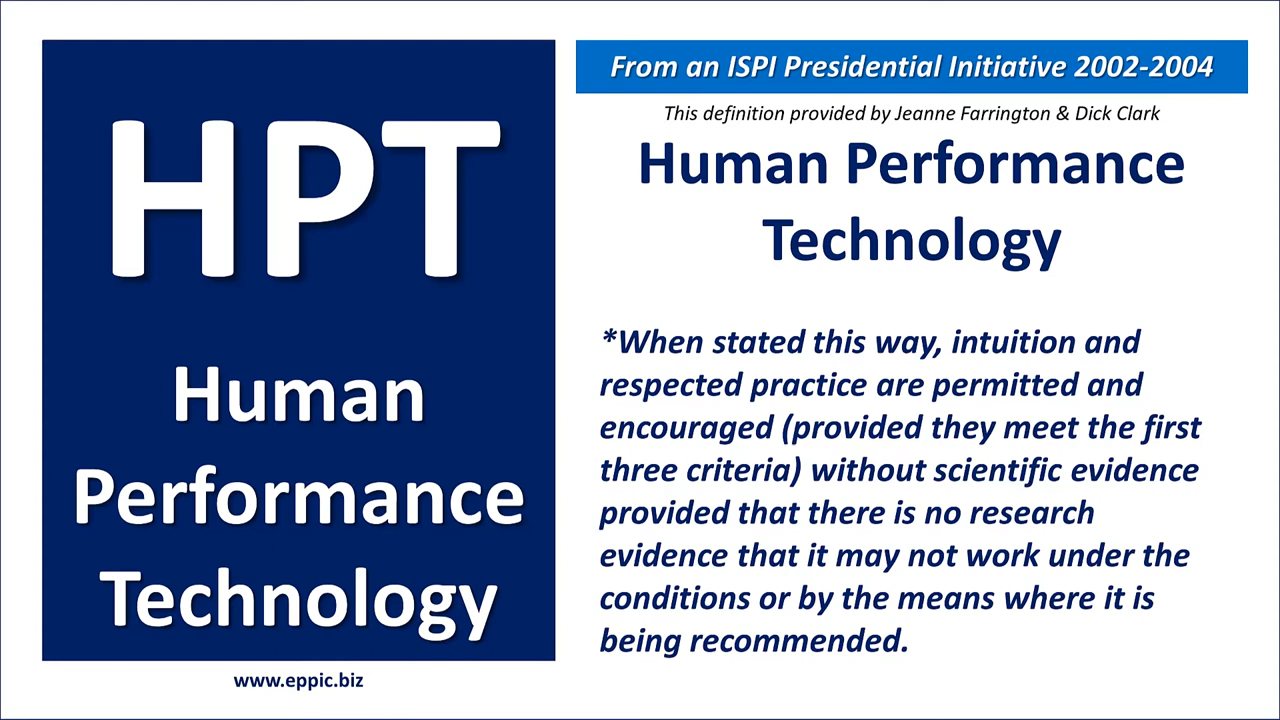 HPT
Human
Performance
Technology
www.eppic.biz
From an ISPI Presidential Initiative 2002-2004
This definition provided by Jeanne Farrington & Dick Clark
Human Performance
Technology
*When stated this way, intuition and
respected practice are permitted and
encouraged (provided they meet the first
three criteria) without scientific evidence
provided that there is no research
evidence that it may not work under the
conditions or by the means where it is
being recommended.